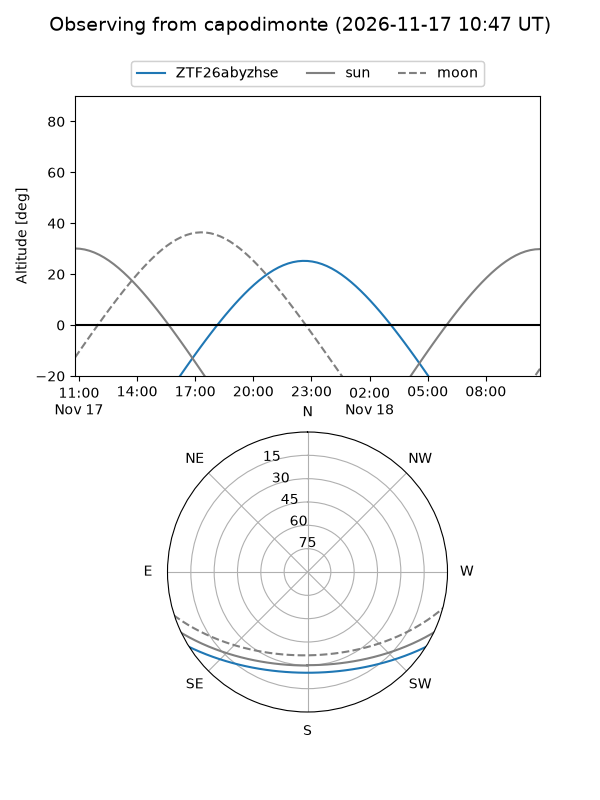 Observing from capodimonte (2026-11-17 10:47 UT)
ZTF26abyzhse sun moon
Altitude [deg]
80
60
40
20
0
−20
11:00 14:00 17:00 20:00 23:00 02:00 05:00 08:00
Nov 17 Nov 18
N
NE NW
15
30
45
60
75
E W
SE SW
S